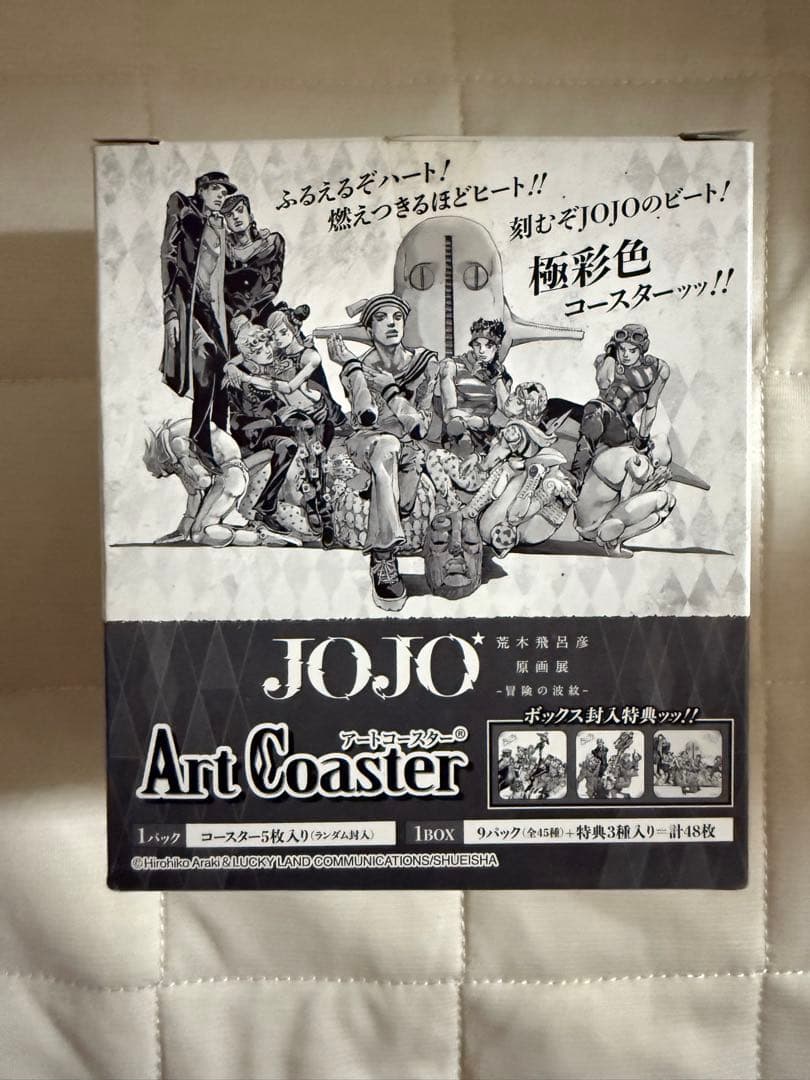 ふるえるぞハート!
燃えつきるほどヒート!!
刻むぞJOJOのビート!
極彩色
コースターッッ!!
JOJO★
荒木飛呂彦
原画展
-冒険の波紋-
アートコースター®
Art Coaster
ボックス封入特典ッッ!!
1パック コースター5枚入り(ランダム封入)
1BOX 9パック(全45種)+特典3種入り=計48枚
©Hirohiko Araki & LUCKY LAND COMMUNICATIONS/SHUEISHA